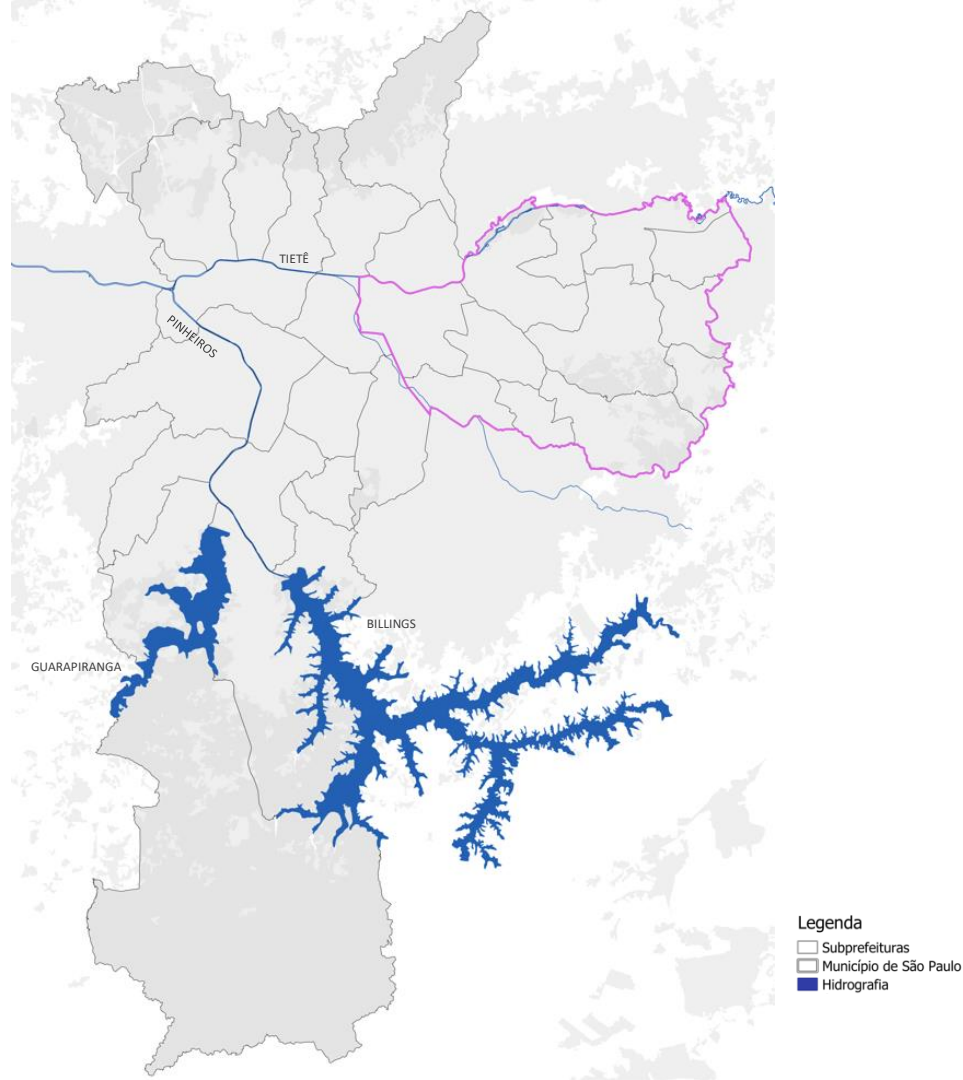 TIETÊ
PINHEIROS
BILLINGS
GUARAPIRANGA
Legenda
Subprefeituras
Município de São Paulo
Hidrografia